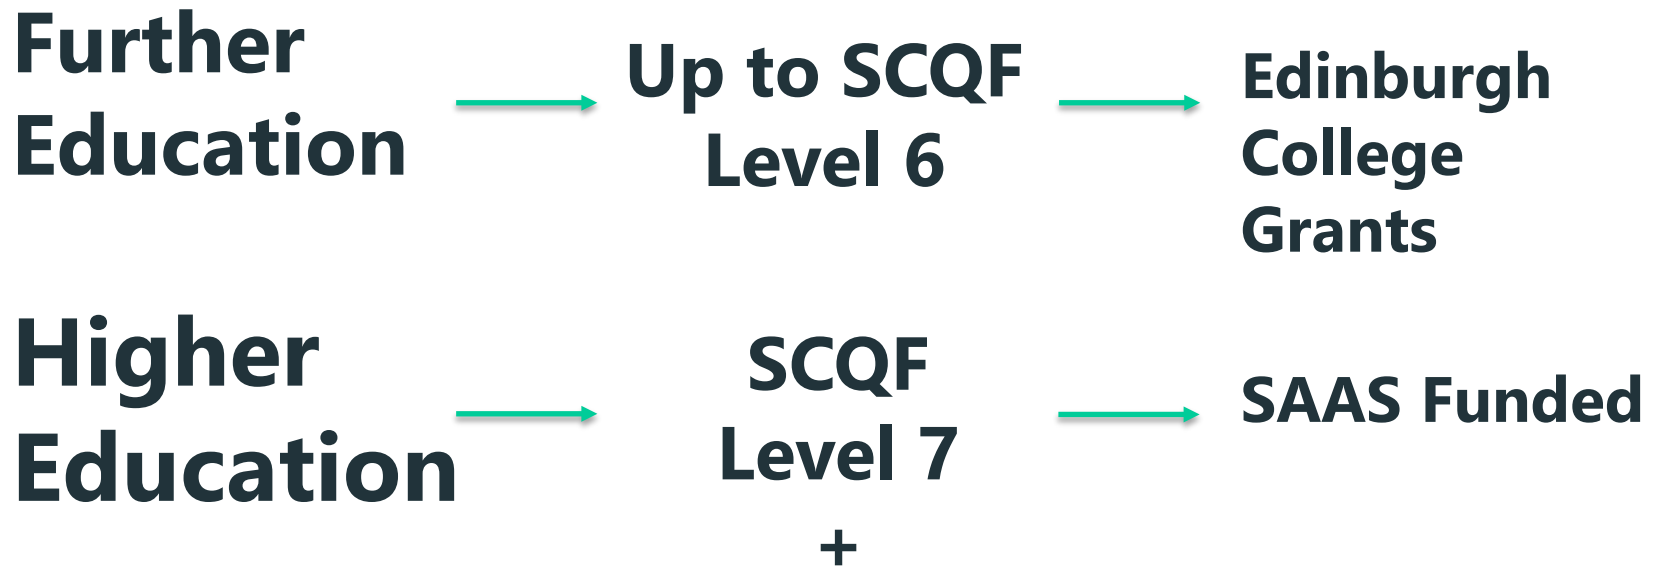 Further
Education
Up to SCQF
Level 6
Edinburgh
College
Grants
Higher
Education
SCQF
Level 7
+
SAAS Funded